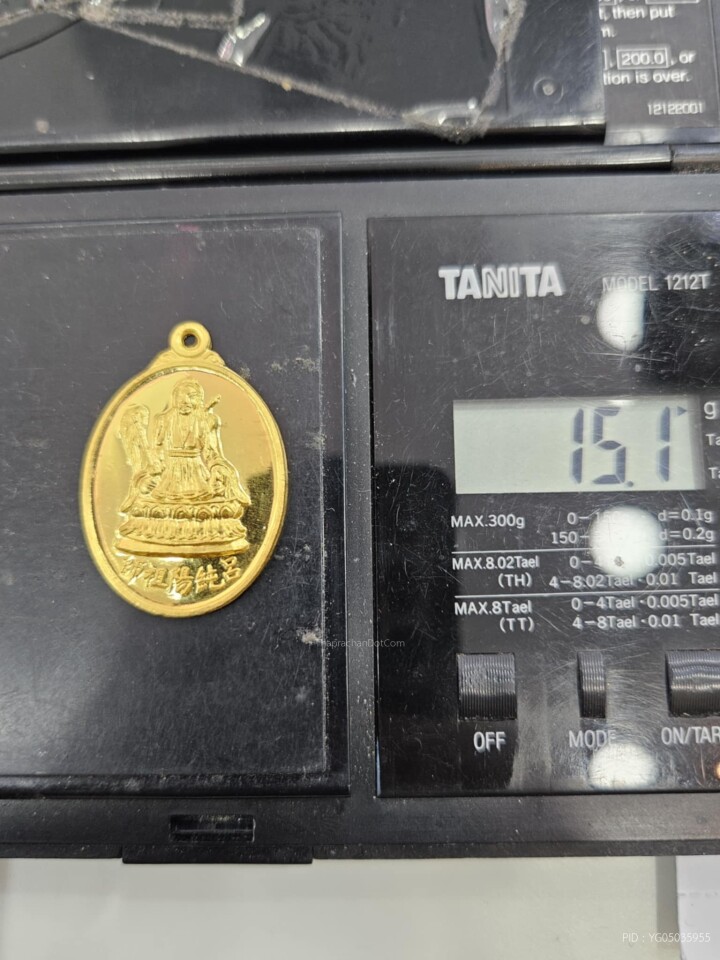 t, then put
m.
200.0, or
tion is over.
12122001
TANITA
MODEL 1212T
15.1 g
MAX.300g d=0.1g
150- d=0.2g
MAX.8.02Tael 0.005Tael
(TH) 4-8.02Tael·0.01 Tael
MAX.8Tael 0-4Tael·0.005Tael
(TT) 4-8Tael·0.01 Tael
OFF MODE ON/TAR
祖陽純呂
haprachanDotCom
PID : YG05035955